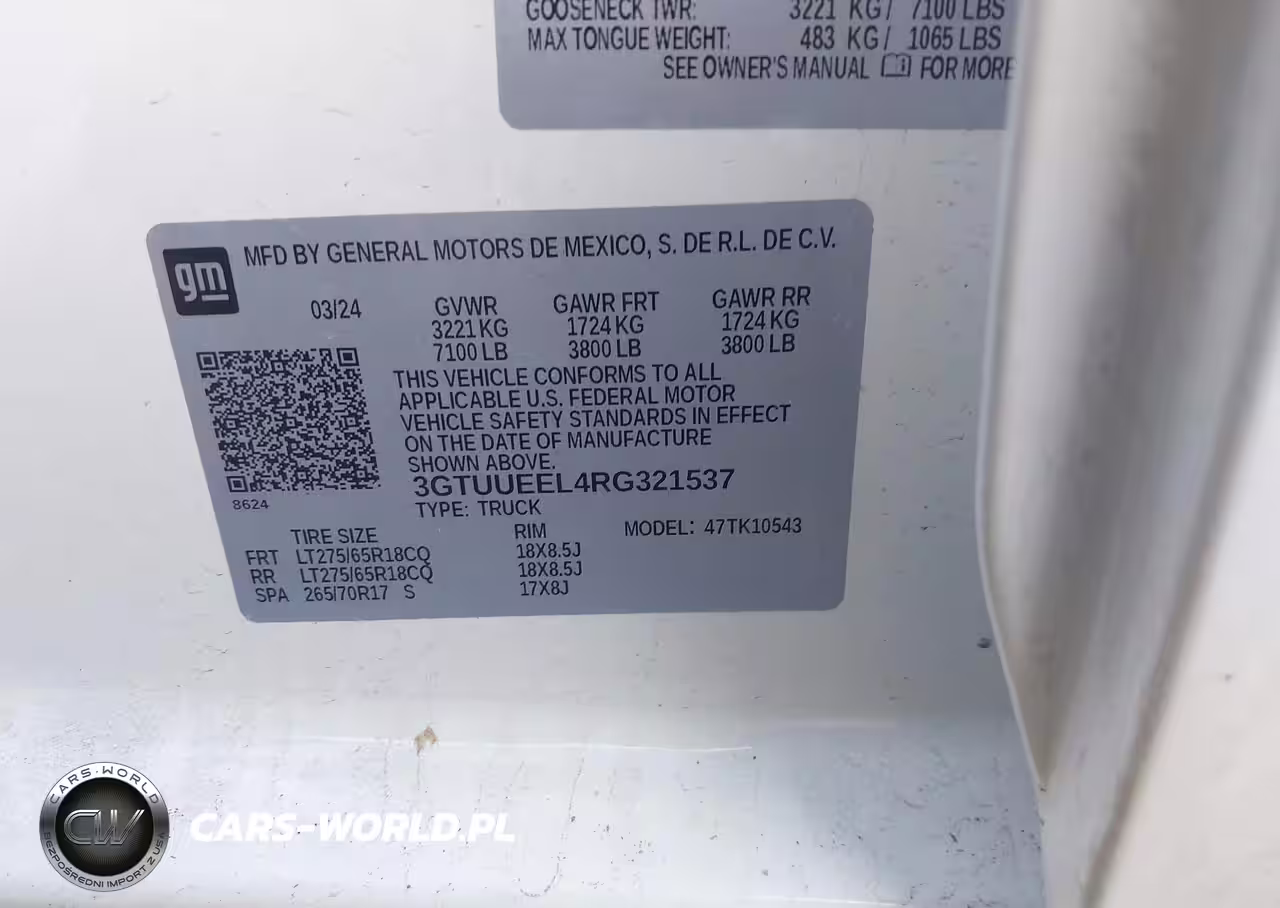 GOOSENECK TWR: 3221 KG/ 7100 LBS
MAX TONGUE WEIGHT: 483 KG/ 1065 LBS
SEE OWNER'S MANUAL FOR MORE
gm
MFD BY GENERAL MOTORS DE MEXICO, S. DE R.L. DE C.V.
03/24 GVWR GAWR FRT GAWR RR
3221 KG 1724 KG 1724 KG
7100 LB 3800 LB 3800 LB
THIS VEHICLE CONFORMS TO ALL
APPLICABLE U.S. FEDERAL MOTOR
VEHICLE SAFETY STANDARDS IN EFFECT
ON THE DATE OF MANUFACTURE
SHOWN ABOVE.
3GTUUEEL4RG321537
8624
TYPE: TRUCK
TIRE SIZE RIM MODEL: 47TK10543
FRT LT275/65R18CQ 18X8.5J
RR LT275/65R18CQ 18X8.5J
SPA 265/70R17 S 17X8J
CARS-WORLD
CW
BEZPOŚREDNI IMPORT Z USA
CARS-WORLD.PL